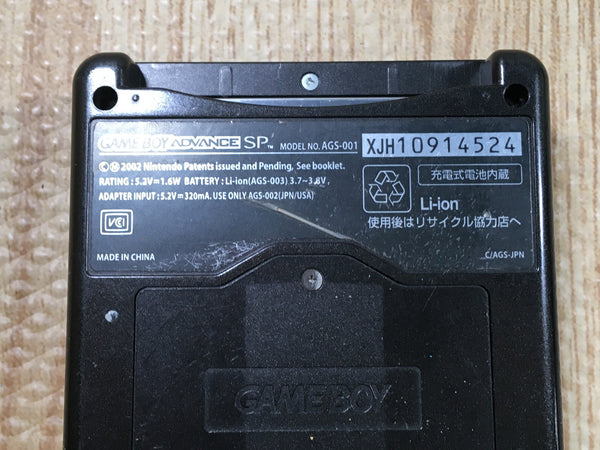 GAME BOY ADVANCE SP™ MODEL NO. AGS-001 XJH10914524
©Ⓜ 2002 Nintendo Patents issued and Pending, See booklet.
RATING : 5.2V⎓1.6W BATTERY : Li-ion(AGS-003) 3.7~3.8V,
ADAPTER INPUT : 5.2V⎓320mA. USE ONLY AGS-002(JPN/USA)
VCI
MADE IN CHINA
充電式電池内蔵
Li-ion
使用後はリサイクル協力店へ
C/AGS-JPN
GAME BOY